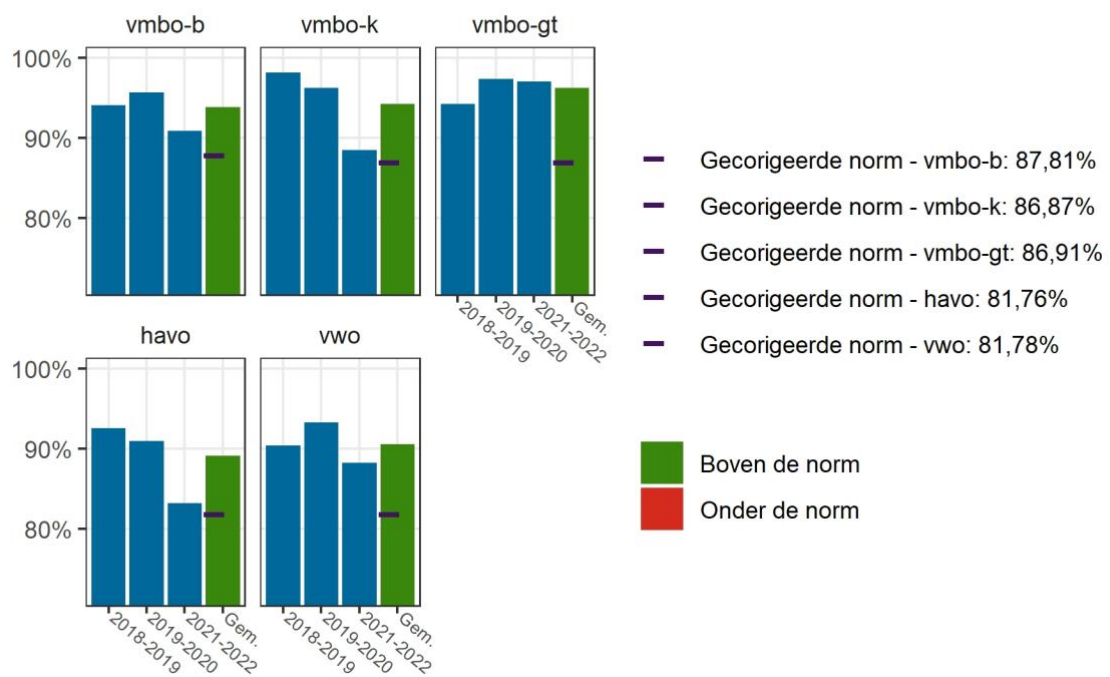 vmbo-b
vmbo-k
vmbo-gt
100%
90%
80%
2018-2019
2019-2020
2021-2022
Gem.
havo
vwo
100%
90%
80%
2018-2019
2019-2020
2021-2022
Gem.
2018-2019
2019-2020
2021-2022
Gem.
Gecorigeerde norm - vmbo-b: 87,81%
Gecorigeerde norm - vmbo-k: 86,87%
Gecorigeerde norm - vmbo-gt: 86,91%
Gecorigeerde norm - havo: 81,76%
Gecorigeerde norm - vwo: 81,78%
Boven de norm
Onder de norm